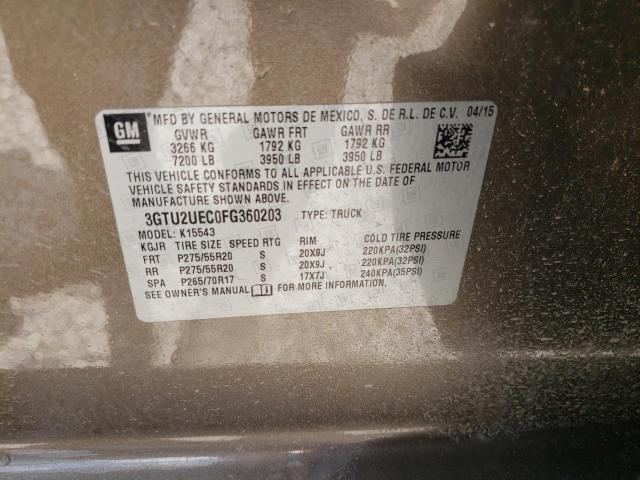 GM
*MFD BY GENERAL MOTORS DE MEXICO, S. DE R.L. DE C.V. 04/15
GVWR GAWR FRT GAWR RR
3266 KG 1792 KG 1792 KG
7200 LB 3950 LB 3950 LB
THIS VEHICLE CONFORMS TO ALL APPLICABLE U.S. FEDERAL MOTOR
VEHICLE SAFETY STANDARDS IN EFFECT ON THE DATE OF
MANUFACTURE SHOWN ABOVE.
3GTU2UEC0FG360203 TYPE: TRUCK
MODEL: K15543
KGJR TIRE SIZE SPEED RTG RIM COLD TIRE PRESSURE
FRT P275/55R20 S 20X9J 220KPA(32PSI)
RR P275/55R20 S 20X9J 220KPA(32PSI)
SPA P265/70R17 S 17X7J 240KPA(35PSI)
SEE OWNER'S MANUAL FOR MORE INFORMATION.